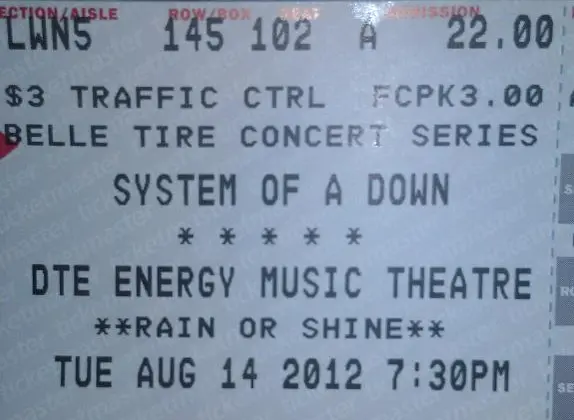 ECTION/AISLE ROW/BOX SEAT ADMISSION
LWN5 145 102 A 22.00
$3 TRAFFIC CTRL FCPK3.00
BELLE TIRE CONCERT SERIES
SYSTEM OF A DOWN
* * * * *
DTE ENERGY MUSIC THEATRE
**RAIN OR SHINE**
TUE AUG 14 2012 7:30PM